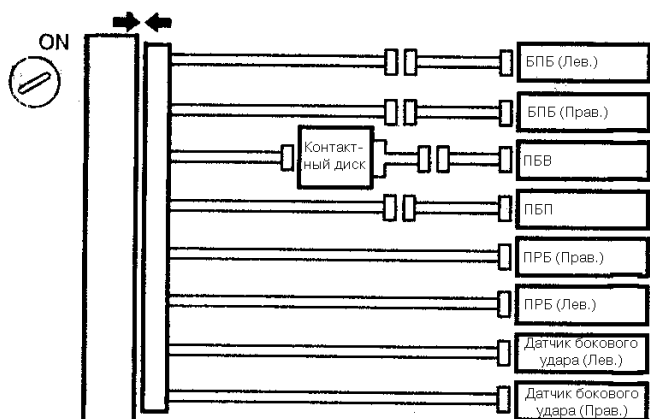 ON
БПБ (Лев.)
БПБ (Прав.)
Контакт-
ный диск
ПБВ
ПБП
ПРБ (Прав.)
ПРБ (Лев.)
Датчик бокового
удара (Лев.)
Датчик бокового
удара (Прав.)